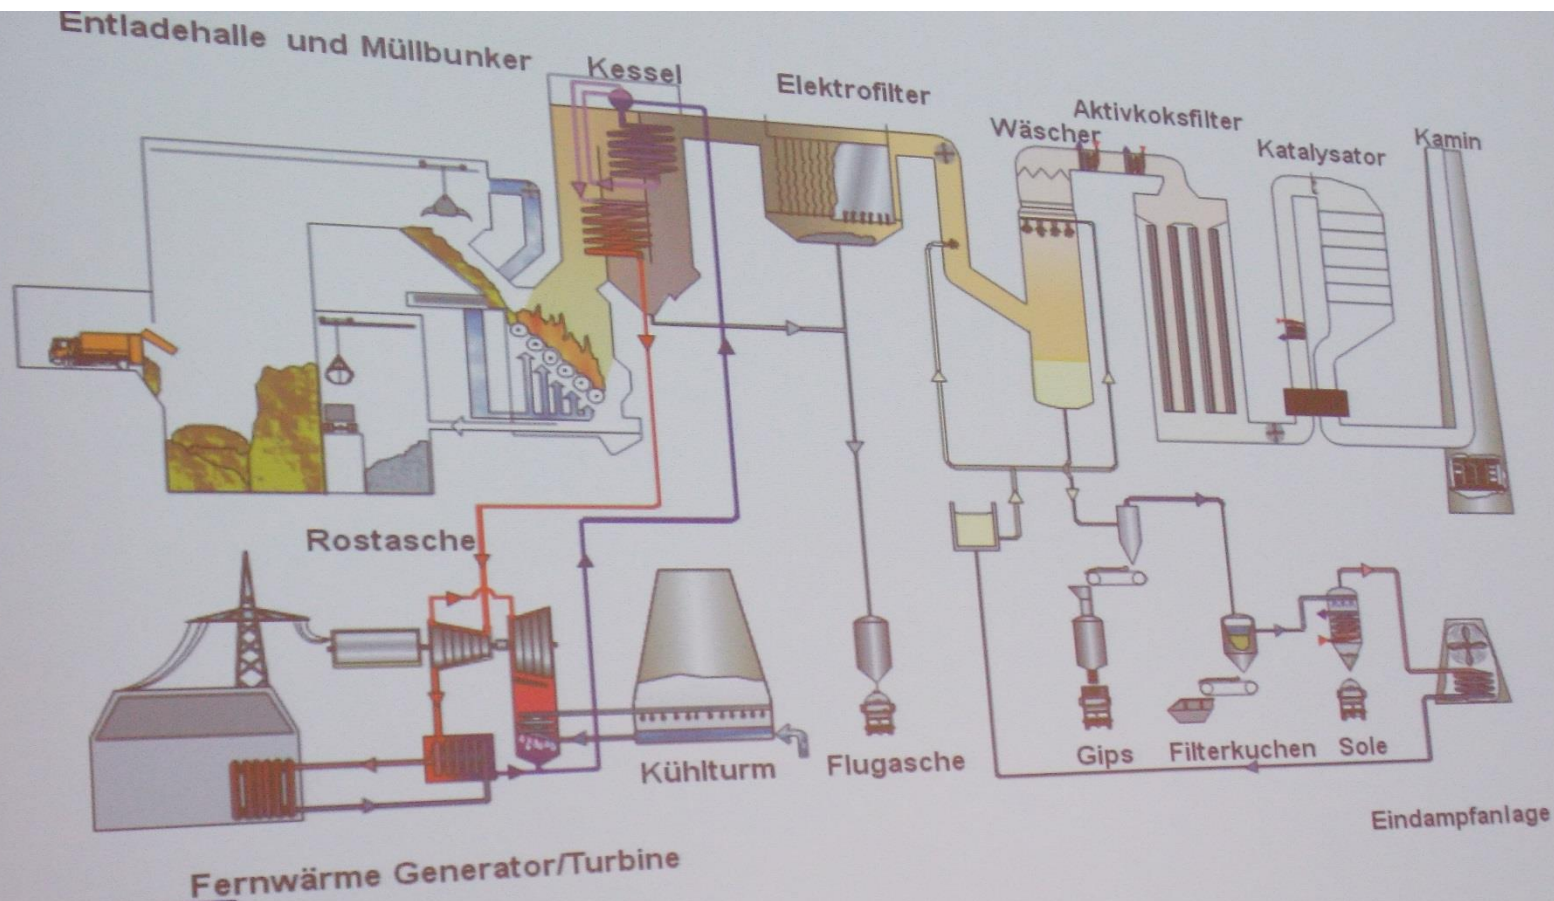 Entladehalle und Müllbunker
Kessel
Elektrofilter
Wäscher
Aktivkoksfilter
Katalysator
Kamin
Rostasche
Kühlturm
Flugasche
Gips
Filterkuchen
Sole
Eindampfanlage
Fernwärme Generator/Turbine